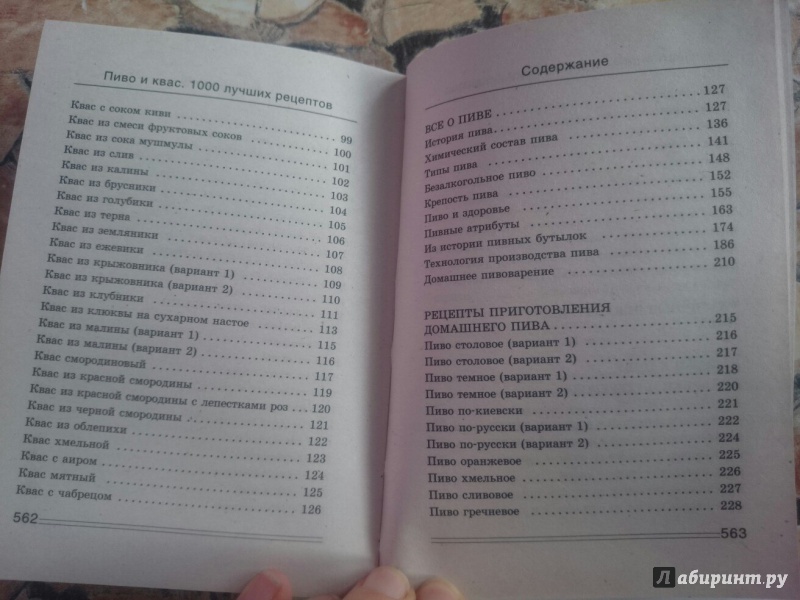 Пиво и квас. 1000 лучших рецептов
Квас с соком киви ........ 99
Квас из смеси фруктовых соков ........ 100
Квас из сока мушмулы ........ 101
Квас из слив ........ 102
Квас из калины ........ 103
Квас из брусники ........ 104
Квас из голубики ........ 105
Квас из терна ........ 106
Квас из земляники ........ 107
Квас из ежевики ........ 108
Квас из крыжовника (вариант 1) ........ 109
Квас из крыжовника (вариант 2) ........ 110
Квас из клубники ........ 111
Квас из клюквы на сухарном настое ........ 113
Квас из малины (вариант 1) ........ 115
Квас из малины (вариант 2) ........ 116
Квас смородиновый ........ 117
Квас из красной смородины ........ 119
Квас из красной смородины с лепестками роз .. 120
Квас из черной смородины ........ 121
Квас из облепихи ........ 122
Квас хмельной ........ 123
Квас с аиром ........ 124
Квас мятный ........ 125
Квас с чабрецом ........ 126
562
Содержание
ВСЕ О ПИВЕ ........ 127
История пива ........ 127
Химический состав пива ........ 136
Типы пива ........ 141
Безалкогольное пиво ........ 148
Крепость пива ........ 152
Пиво и здоровье ........ 155
Пивные атрибуты ........ 163
Из истории пивных бутылок ........ 174
Технология производства пива ........ 186
Домашнее пивоварение ........ 210
РЕЦЕПТЫ ПРИГОТОВЛЕНИЯ
ДОМАШНЕГО ПИВА ........ 215
Пиво столовое (вариант 1) ........ 216
Пиво столовое (вариант 2) ........ 217
Пиво темное (вариант 1) ........ 218
Пиво темное (вариант 2) ........ 220
Пиво по-киевски ........ 221
Пиво по-русски (вариант 1) ........ 222
Пиво по-русски (вариант 2) ........ 224
Пиво оранжевое ........ 225
Пиво хмельное ........ 226
Пиво сливовое ........ 227
Пиво гречневое ........ 228
563
Лабиринт.ру